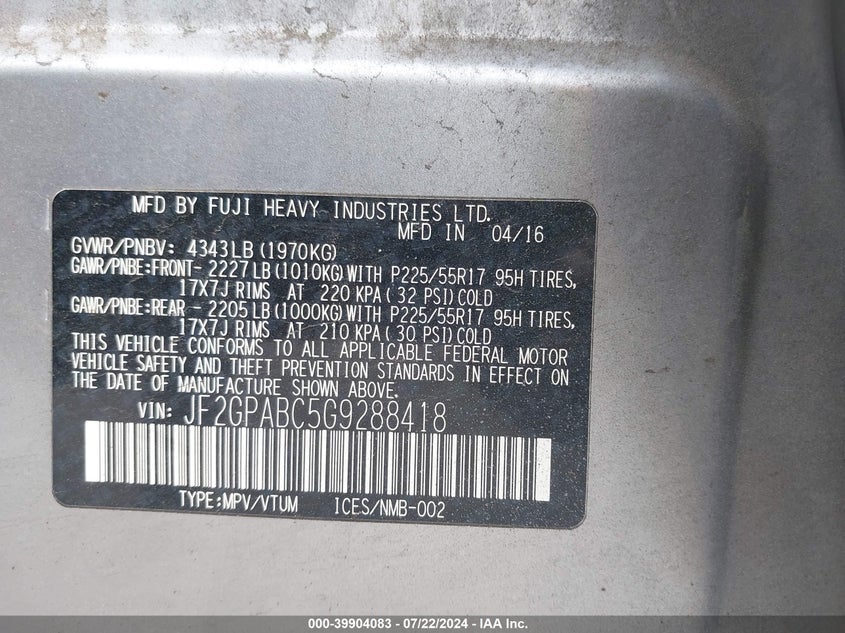 MFD BY FUJI HEAVY INDUSTRIES LTD.
MFD IN 04/16
GVWR/PNBV: 4343LB (1970KG)
GAWR/PNBE:FRONT- 2227LB (1010KG) WITH P225/55R17 95H TIRES,
17X7J RIMS AT 220 KPA ( 32 PSI) COLD
GAWR/PNBE:REAR - 2205LB (1000KG) WITH P225/55R17 95H TIRES,
17X7J RIMS AT 210 KPA ( 30 PSI) COLD
THIS VEHICLE CONFORMS TO ALL APPLICABLE FEDERAL MOTOR
VEHICLE SAFETY AND THEFT PREVENTION STANDARDS IN EFFECT ON
THE DATE OF MANUFACTURE SHOWN ABOVE.
VIN: JF2GPABC5G9288418
TYPE:MPV/VTUM ICES/NMB-002
000-39904083 - 07/22/2024 - IAA Inc.